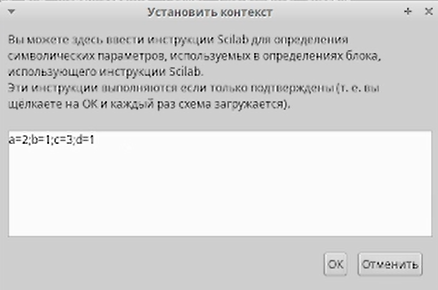 Установить контекст
Вы можете здесь ввести инструкции Scilab для определения
символических параметров, используемых в определениях блока,
использующего инструкции Scilab.
Эти инструкции выполняются если только подтверждены (т. е. вы
щелкаете на ОК и каждый раз схема загружается).
a=2;b=1;c=3;d=1
ОК Отменить